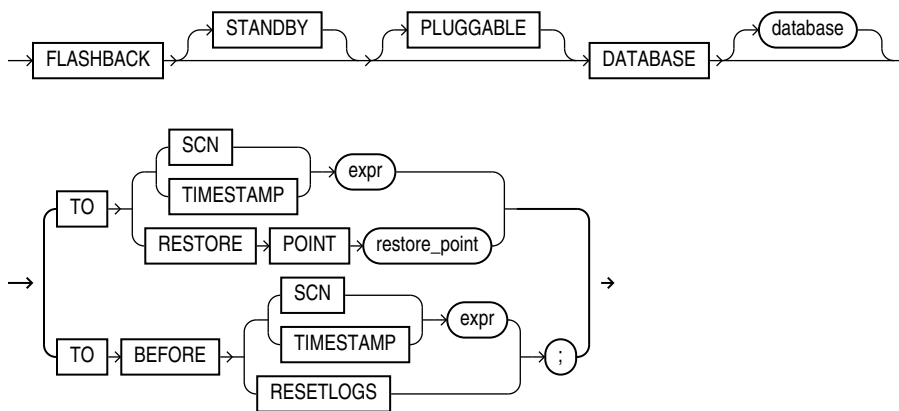 STANDBY PLUGGABLE database
FLASHBACK DATABASE
SCN
expr
TIMESTAMP
TO
RESTORE POINT restore_point
SCN
expr
TIMESTAMP
TO BEFORE ;
RESETLOGS